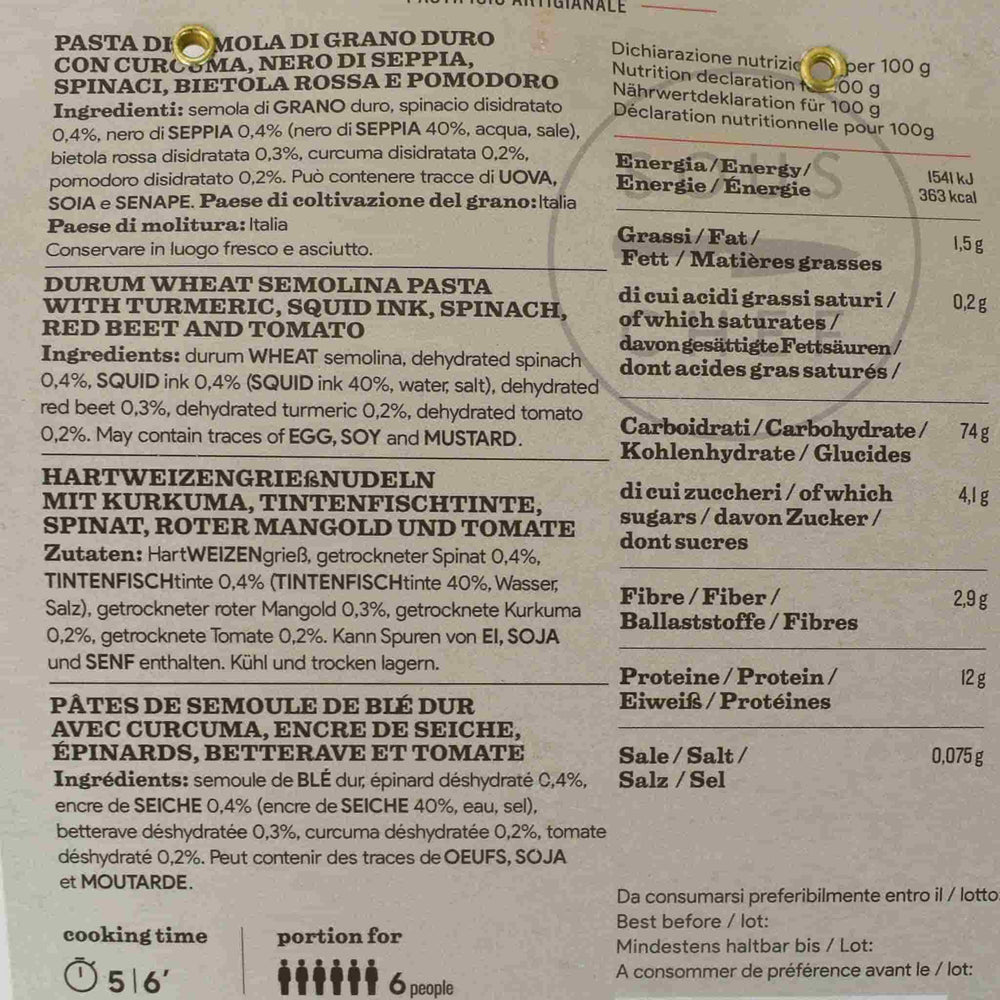 ARTIGIANALE
PASTA DI MOLA DI GRANO DURO
CON CURCUMA, NERO DI SEPPIA,
SPINACI, BIETOLA ROSSA E POMODORO
Ingredienti: semola di GRANO duro, spinacio disidratato
0,4%, nero di SEPPIA 0,4% (nero di SEPPIA 40%, acqua, sale),
bietola rossa disidratata 0,3%, curcuma disidratata 0,2%,
pomodoro disidratato 0,2%. Può contenere tracce di UOVA,
SOIA e SENAPE. Paese di coltivazione del grano: Italia
Paese di molitura: Italia
Conservare in luogo fresco e asciutto.
DURUM WHEAT SEMOLINA PASTA
WITH TURMERIC, SQUID INK, SPINACH,
RED BEET AND TOMATO
Ingredients: durum WHEAT semolina, dehydrated spinach
0,4%, SQUID ink 0,4% (SQUID ink 40%, water, salt), dehydrated
red beet 0,3%, dehydrated turmeric 0,2%, dehydrated tomato
0,2%. May contain traces of EGG, SOY and MUSTARD.
HARTWEIZENGRIEßNUDELN
MIT KURKUMA, TINTENFISCHTINTE,
SPINAT, ROTER MANGOLD UND TOMATE
Zutaten: HartWEIZENgrieß, getrockneter Spinat 0,4%,
TINTENFISCHtinte 0,4% (TINTENFISCHtinte 40%, Wasser,
Salz), getrockneter roter Mangold 0,3%, getrocknete Kurkuma
0,2%, getrocknete Tomate 0,2%. Kann Spuren von EI, SOJA
und SENF enthalten. Kühl und trocken lagern.
PÂTES DE SEMOULE DE BLÉ DUR
AVEC CURCUMA, ENCRE DE SEICHE,
ÉPINARDS, BETTERAVE ET TOMATE
Ingrédients: semoule de BLÉ dur, épinard déshydraté 0,4%,
encre de SEICHE 0,4% (encre de SEICHE 40%, eau, sel),
betterave déshydratée 0,3%, curcuma déshydratée 0,2%, tomate
déshydraté 0,2%. Peut contenir des traces de OEUFS, SOJA
et MOUTARDE.
cooking time
5|6'
portion for
6 people
Dichiarazione nutrizio per 100 g
Nutrition declaration 100 g
Nährwertdeklaration für 100 g
Déclaration nutritionnelle pour 100g
Energia/Energy/ 1541 kJ
Energie/Énergie 363 kcal
Grassi/Fat/ 1,5 g
Fett / Matières grasses
di cui acidi grassi saturi / 0,2 g
of which saturates /
davon gesättigte Fettsäuren/
dont acides gras saturés /
Carboidrati/Carbohydrate/ 74 g
Kohlenhydrate/ Glucides
di cui zuccheri / of which 4,1 g
sugars / davon Zucker /
dont sucres
Fibre / Fiber / 2,9 g
Ballaststoffe / Fibres
Proteine / Protein / 12 g
Eiweiß / Protéines
Sale / Salt / 0,075 g
Salz / Sel
Da consumarsi preferibilmente entro il / lotto
Best before / lot:
Mindestens haltbar bis / Lot:
A consommer de préférence avant le / lot: